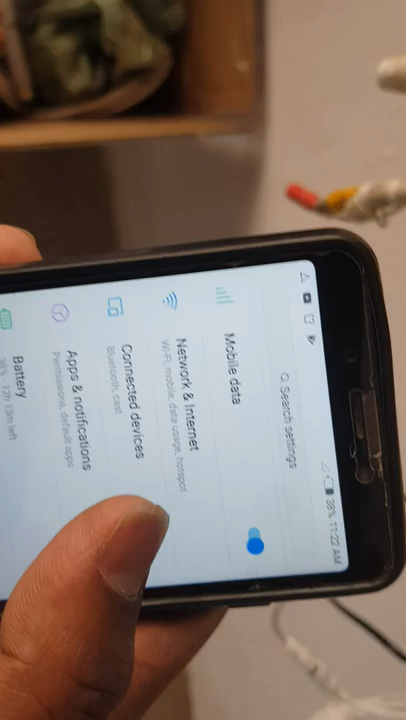 38% 11:22 AM
Search settings
Mobile data
Network & Internet
Wi-Fi, mobile, data usage, hotspot
Connected devices
Bluetooth, cast
Apps & notifications
Permissions, default apps
Battery
38% - 12h 13m left